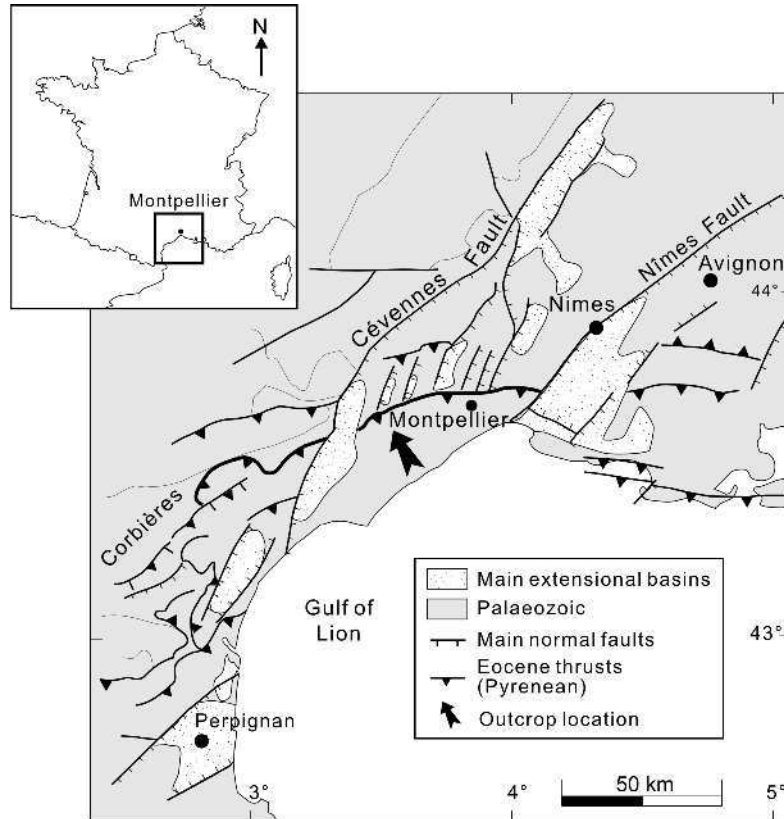 N
Montpellier
Cévennes Fault
Nîmes Fault
Avignon
44°
Nimes
Montpellier
Corbières
Gulf of
Lion
Main extensional basins
Palaeozoic
Main normal faults
43°
Eocene thrusts
(Pyrenean)
Outcrop location
Perpignan
3°
4°
50 km
5°